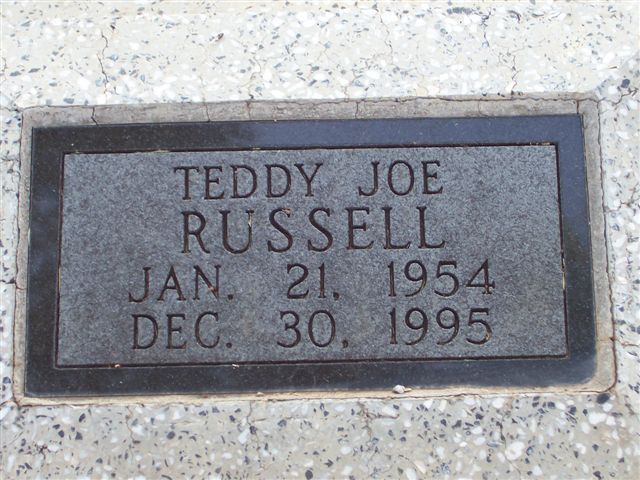 TEDDY JOE
RUSSELL
JAN. 21, 1954
DEC. 30, 1995